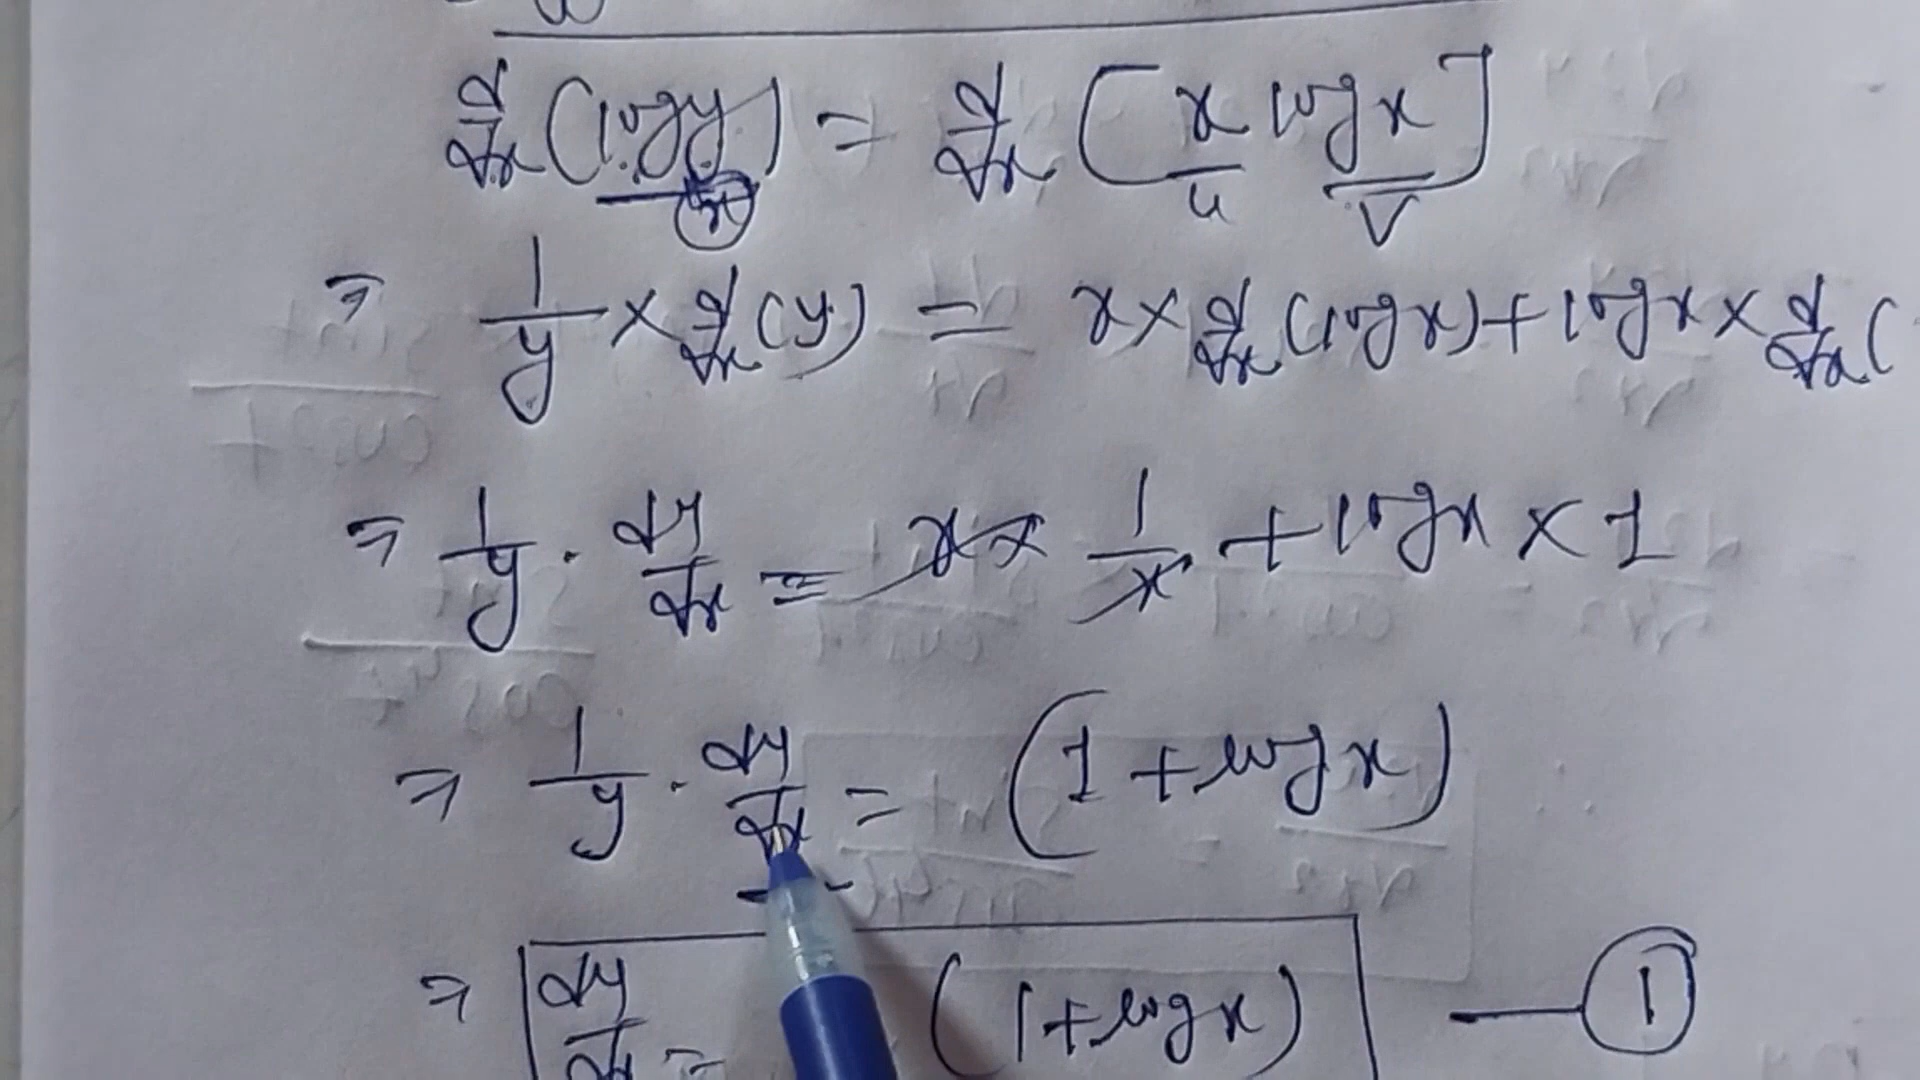 d/dx (log y) = d/dx [x log x]
u v
⇒ 1/y × d/dx (y) = x × d/dx (log x) + log x × d/dx (
⇒ 1/y · dy/dx = x × 1/x + log x × 1
⇒ 1/y · dy/dx = (1 + log x)
⇒ dy/dx = (1 + log x) — 1